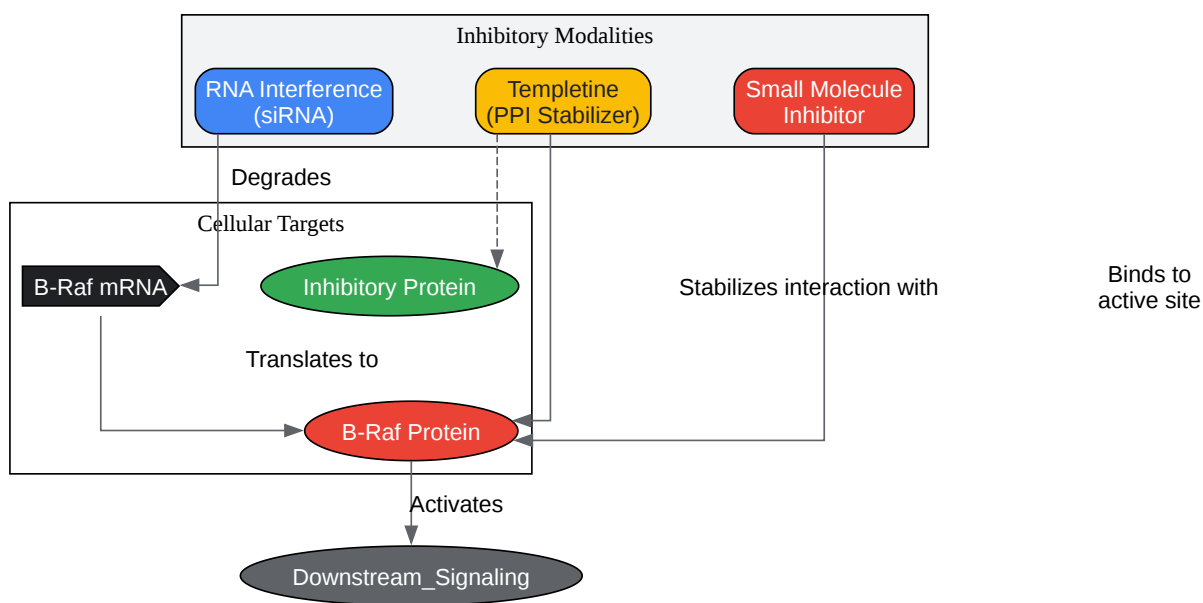 Inhibitory Modalities
RNA Interference
(siRNA)
Templetine
(PPI Stabilizer)
Small Molecule
Inhibitor
Degrades
Cellular Targets
B-Raf mRNA
Inhibitory Protein
Stabilizes interaction with
Binds to
active site
Translates to
B-Raf Protein
Activates
Downstream_Signaling